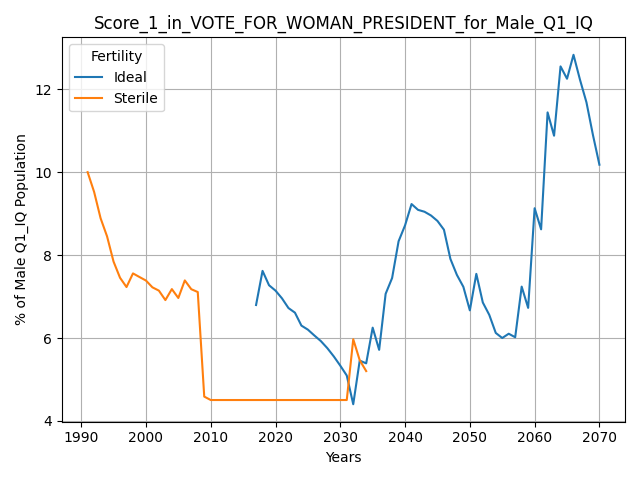 Score_1_in_VOTE_FOR_WOMAN_PRESIDENT_for_Male_Q1_IQ
Fertility
Ideal
Sterile
% of Male Q1_IQ Population
12
10
8
6
4
1990 2000 2010 2020 2030 2040 2050 2060 2070
Years